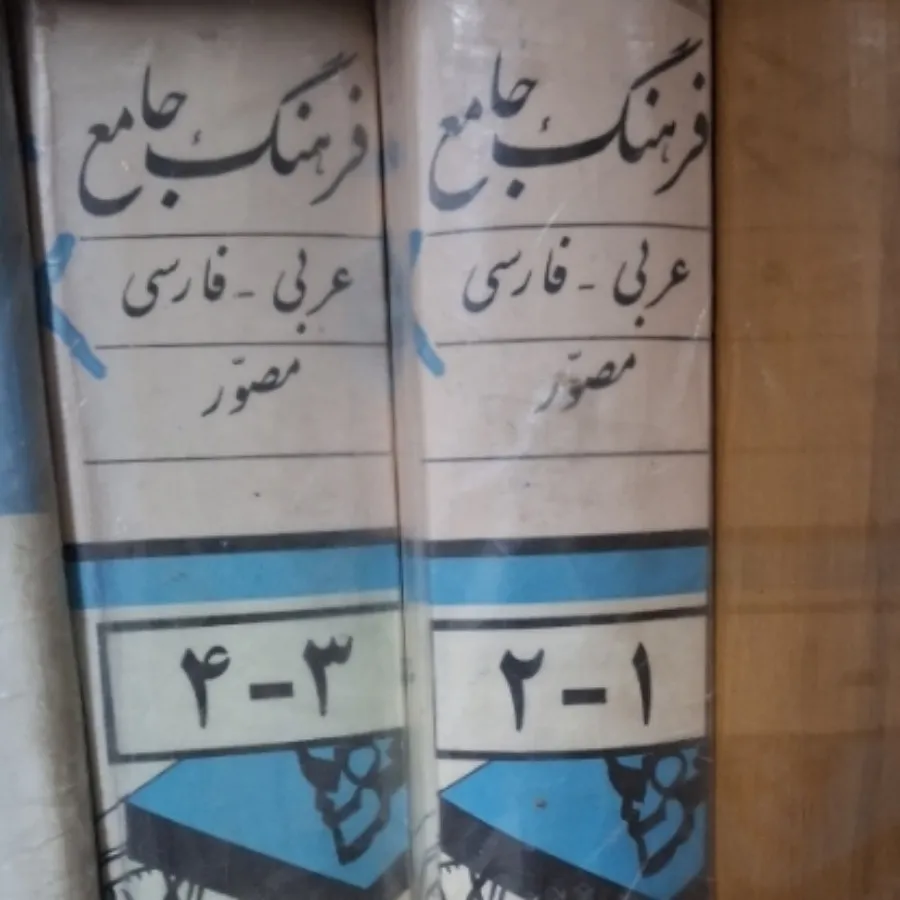 فرهنگ جامع
عربی - فارسی
مصوّر
۱-۲
فرهنگ جامع
عربی - فارسی
مصوّر
۳-۴